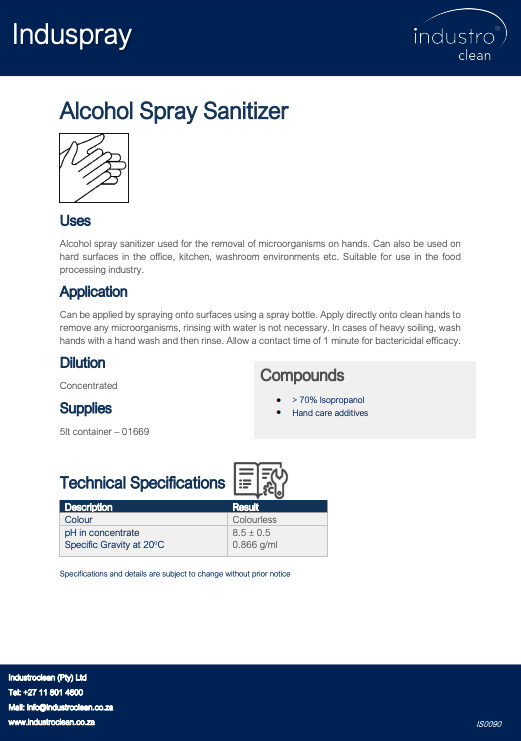 Induspray
industro®
clean
Alcohol Spray Sanitizer
Uses
Alcohol spray sanitizer used for the removal of microorganisms on hands. Can also be used on
hard surfaces in the office, kitchen, washroom environments etc. Suitable for use in the food
processing industry.
Application
Can be applied by spraying onto surfaces using a spray bottle. Apply directly onto clean hands to
remove any microorganisms, rinsing with water is not necessary. In cases of heavy soiling, wash
hands with a hand wash and then rinse. Allow a contact time of 1 minute for bactericidal efficacy.
Dilution
Concentrated
Supplies
5lt container – 01669
Compounds
• > 70% Isopropanol
• Hand care additives
Technical Specifications
Description Result
Colour Colourless
pH in concentrate 8.5 ± 0.5
Specific Gravity at 20ºC 0.866 g/ml
Specifications and details are subject to change without prior notice
Industroclean (Pty) Ltd
Tel: +27 11 801 4600
Mail: info@industroclean.co.za
www.industroclean.co.za
IS0090